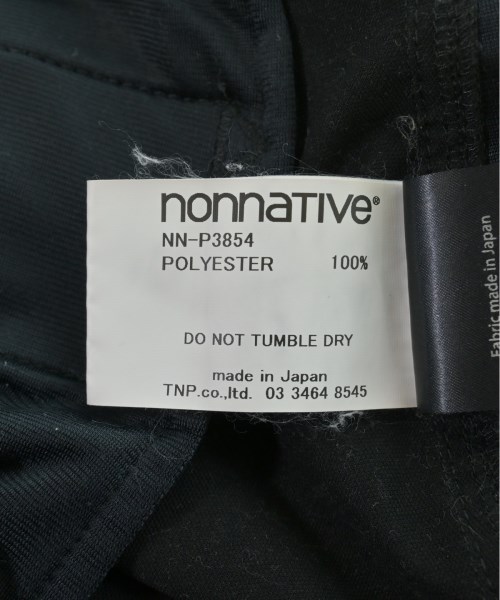 nonnative®
NN-P3854
POLYESTER 100%
DO NOT TUMBLE DRY
made in Japan
TNP.co.,ltd. 03 3464 8545
Fabric made in Japan